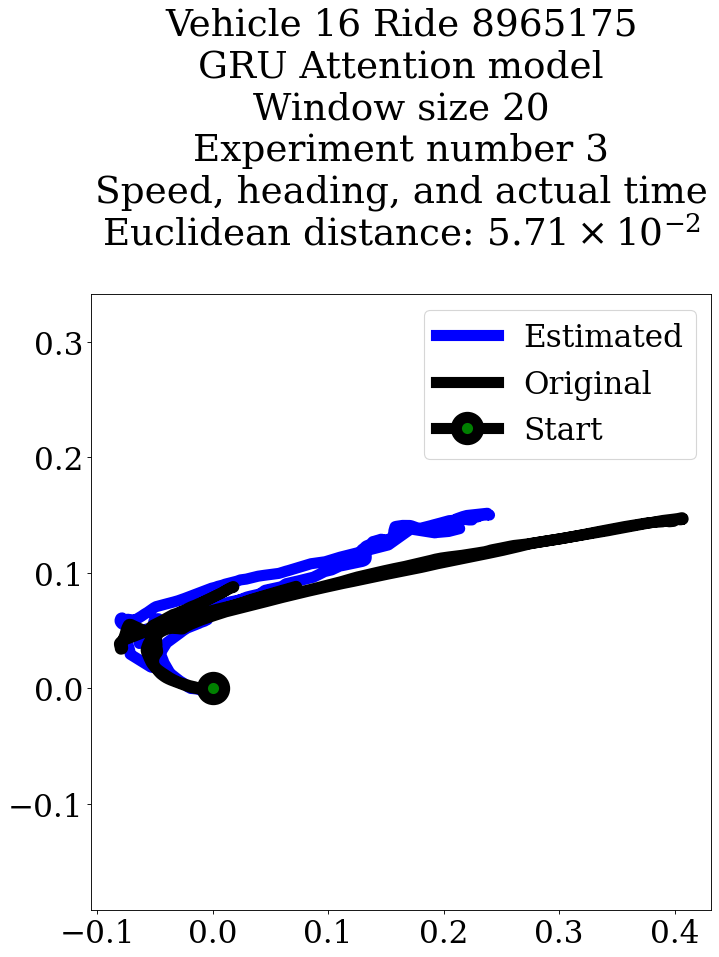 Vehicle 16 Ride 8965175
GRU Attention model
Window size 20
Experiment number 3
Speed, heading, and actual time
Euclidean distance: 5.71 × 10⁻²
Estimated
Original
Start
0.3
0.2
0.1
0.0
−0.1
−0.1 0.0 0.1 0.2 0.3 0.4